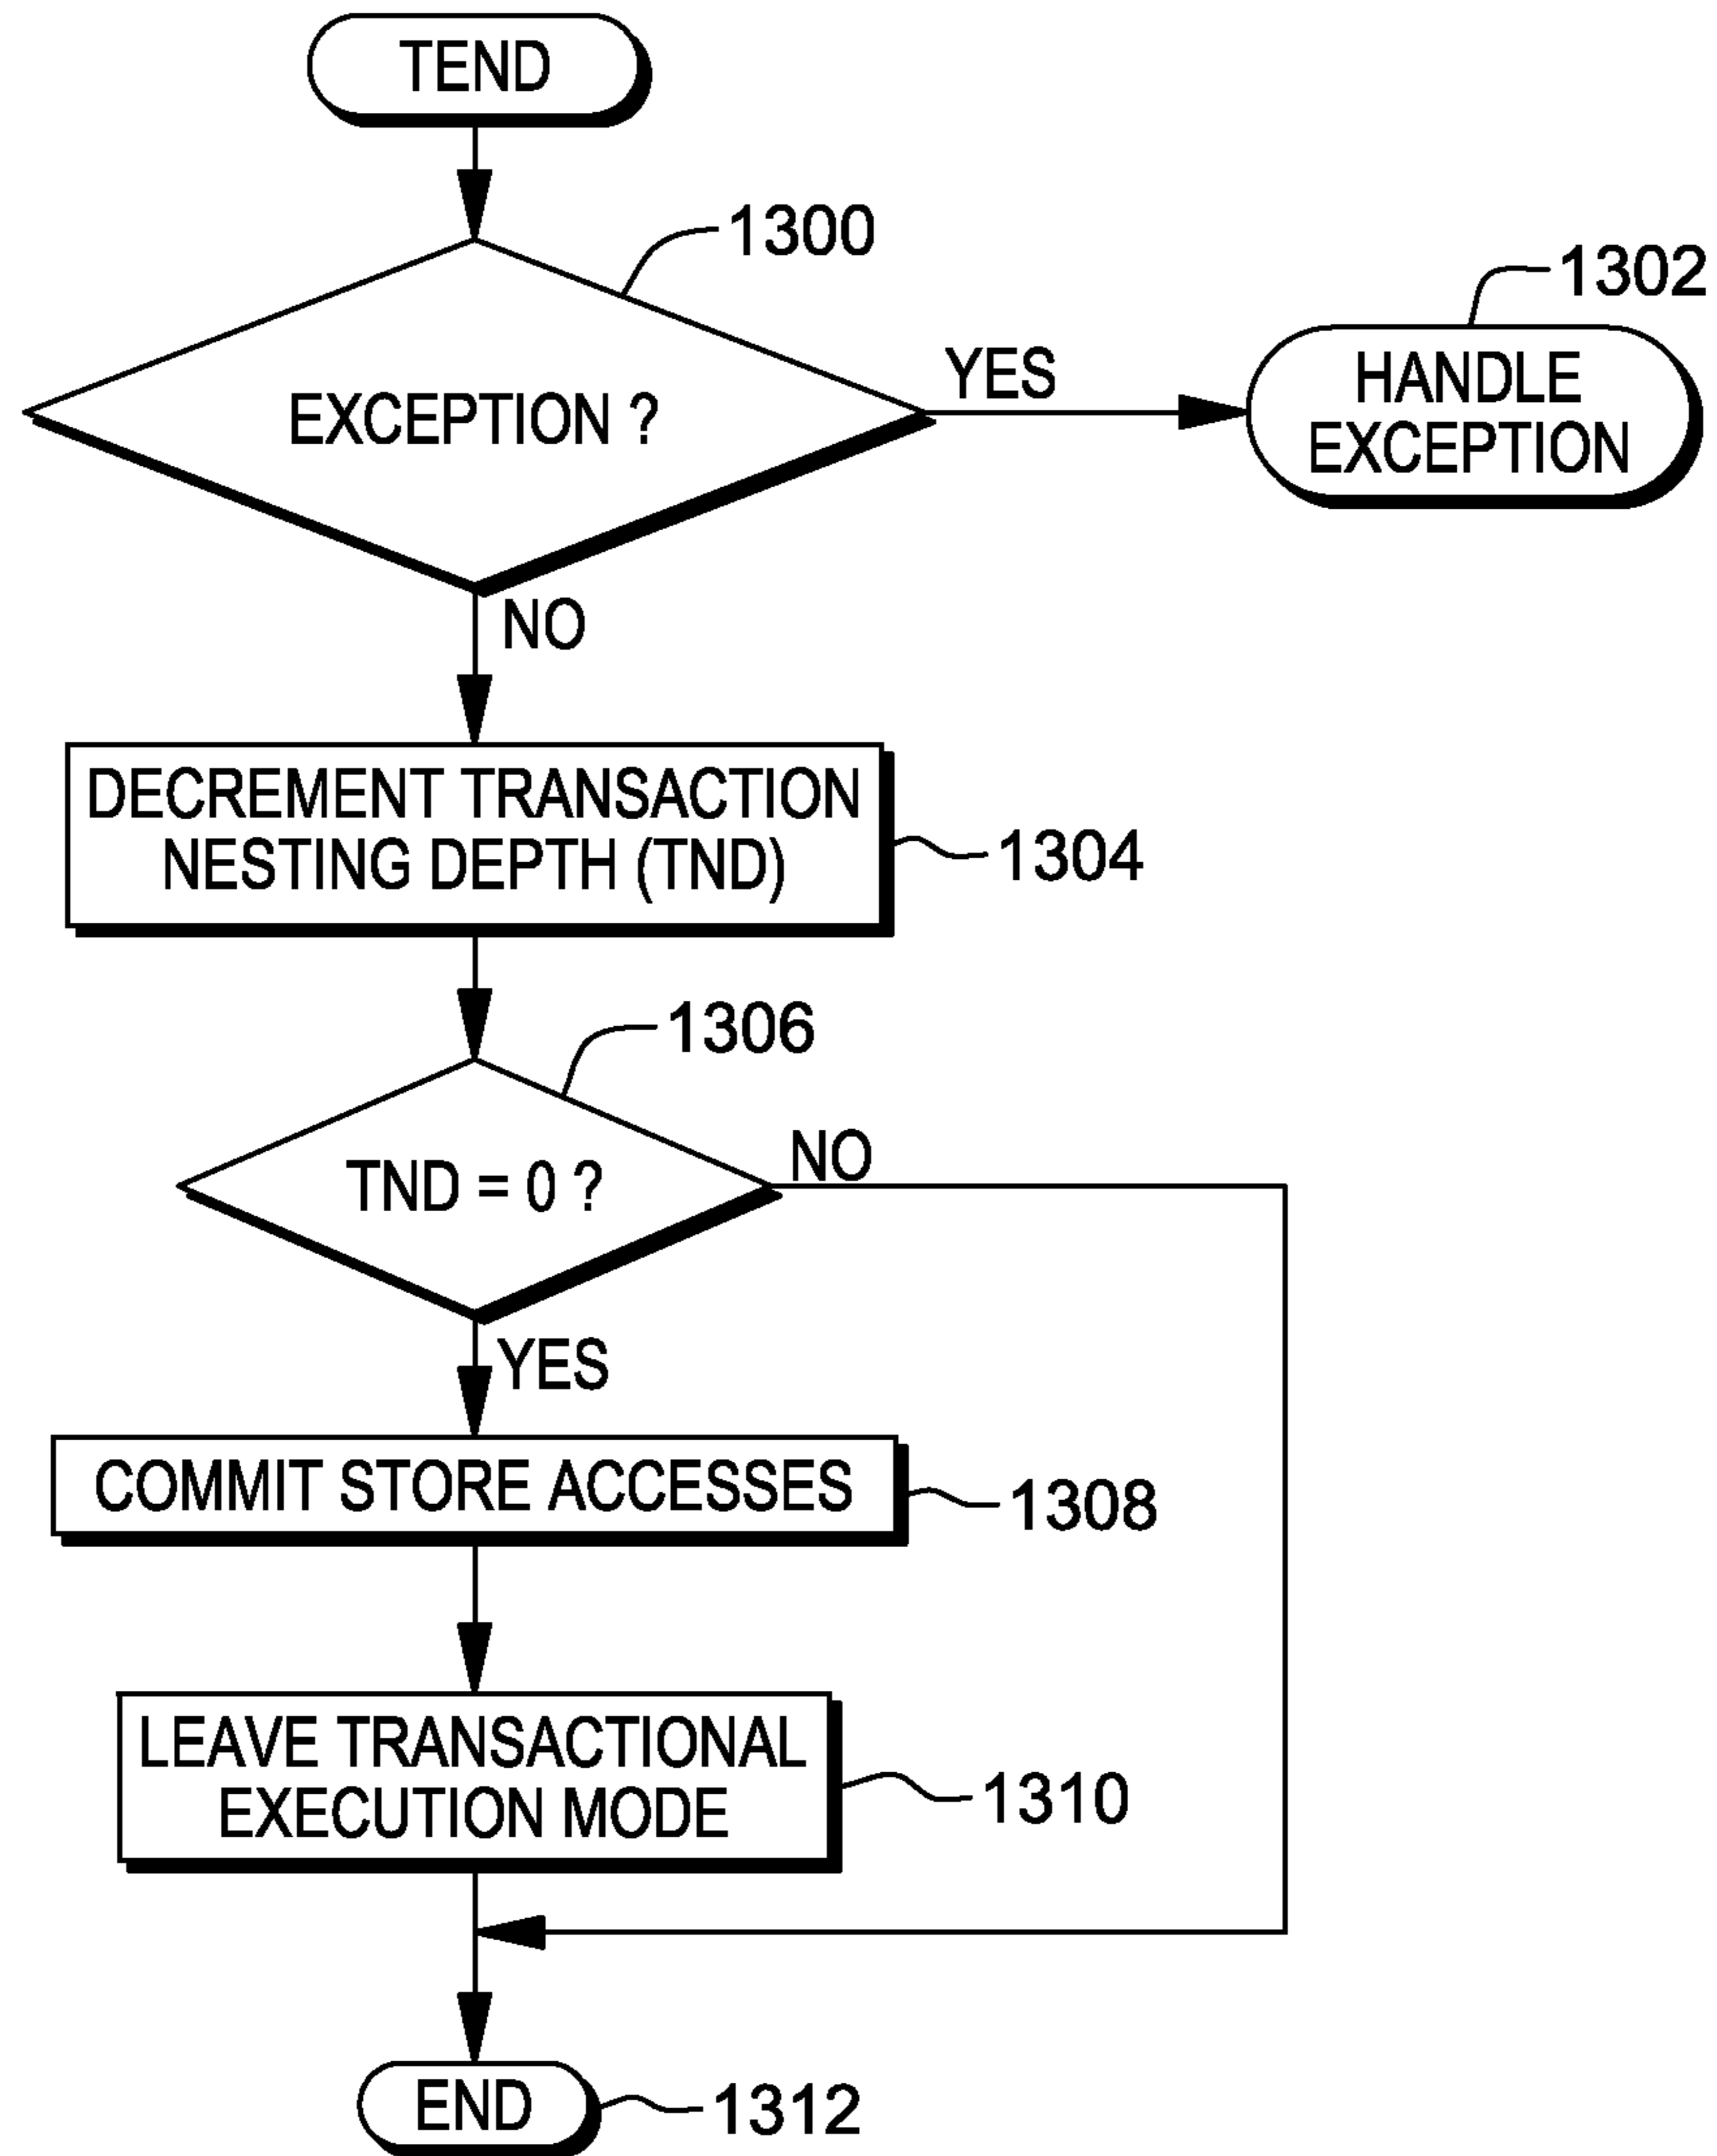 TEND
1300
1302
EXCEPTION ?
YES
HANDLE
EXCEPTION
NO
DECREMENT TRANSACTION
NESTING DEPTH (TND)
1304
1306
TND = 0 ?
NO
YES
COMMIT STORE ACCESSES
1308
LEAVE TRANSACTIONAL
EXECUTION MODE
1310
END
1312